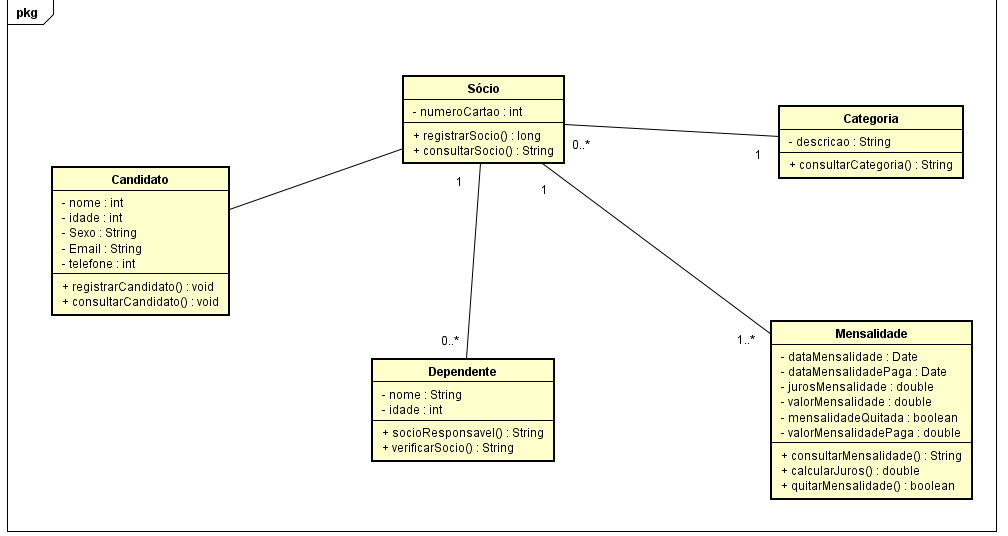 pkg
Sócio
- numeroCartao : int
+ registrarSocio() : long
+ consultarSocio() : String
0..*
1
Categoria
- descricao : String
+ consultarCategoria() : String
Candidato
- nome : int
- idade : int
- Sexo : String
- Email : String
- telefone : int
+ registrarCandidato() : void
+ consultarCandidato() : void
1
1
0..*
1..*
Dependente
- nome : String
- idade : int
+ socioResponsavel() : String
+ verificarSocio() : String
Mensalidade
- dataMensalidade : Date
- dataMensalidadePaga : Date
- jurosMensalidade : double
- valorMensalidade : double
- mensalidadeQuitada : boolean
- valorMensalidadePaga : double
+ consultarMensalidade() : String
+ calcularJuros() : double
+ quitarMensalidade() : boolean